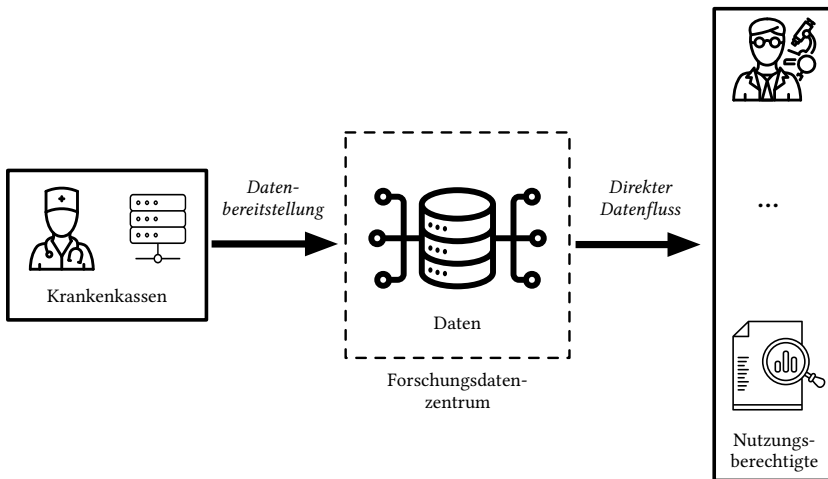 Krankenkassen
Daten-
bereitstellung
Daten
Forschungsdaten-
zentrum
Direkter
Datenfluss
...
Nutzungs-
berechtigte